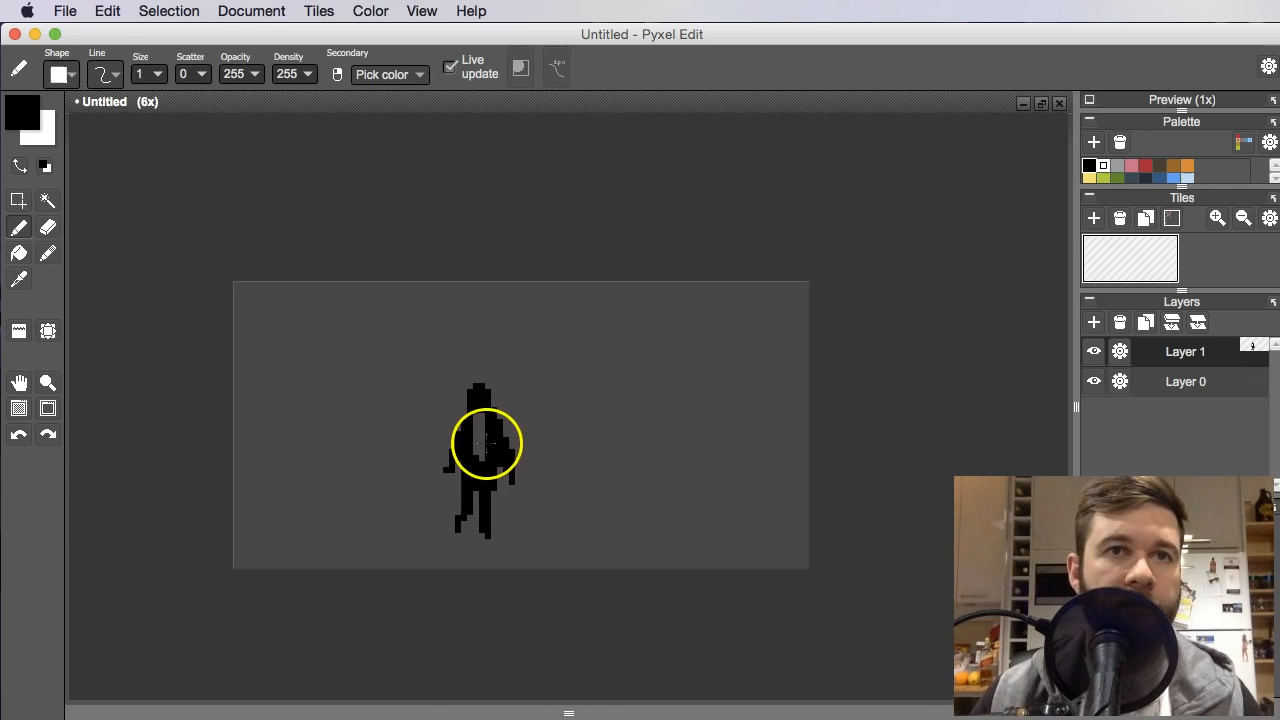 File Edit Selection Document Tiles Color View Help
Untitled - Pyxel Edit
Shape Line Size Scatter Opacity Density Secondary
1 0 255 255 Pick color Live update
• Untitled (6x)
Preview (1x)
Palette
Tiles
Layers
Layer 1
Layer 0